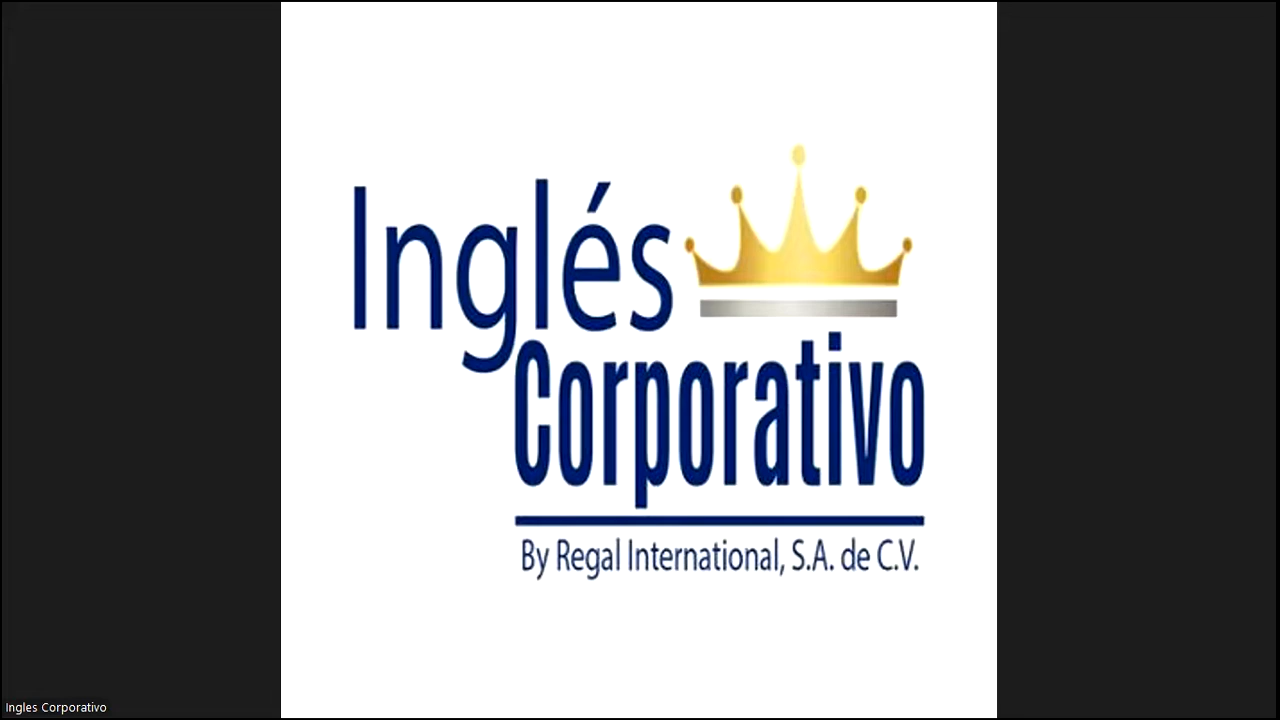 Inglés
Corporativo
By Regal International, S.A. de C.V.
Ingles Corporativo